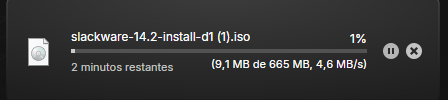 slackware-14.2-install-d1 (1).iso
1%
2 minutos restantes
(9,1 MB de 665 MB, 4,6 MB/s)